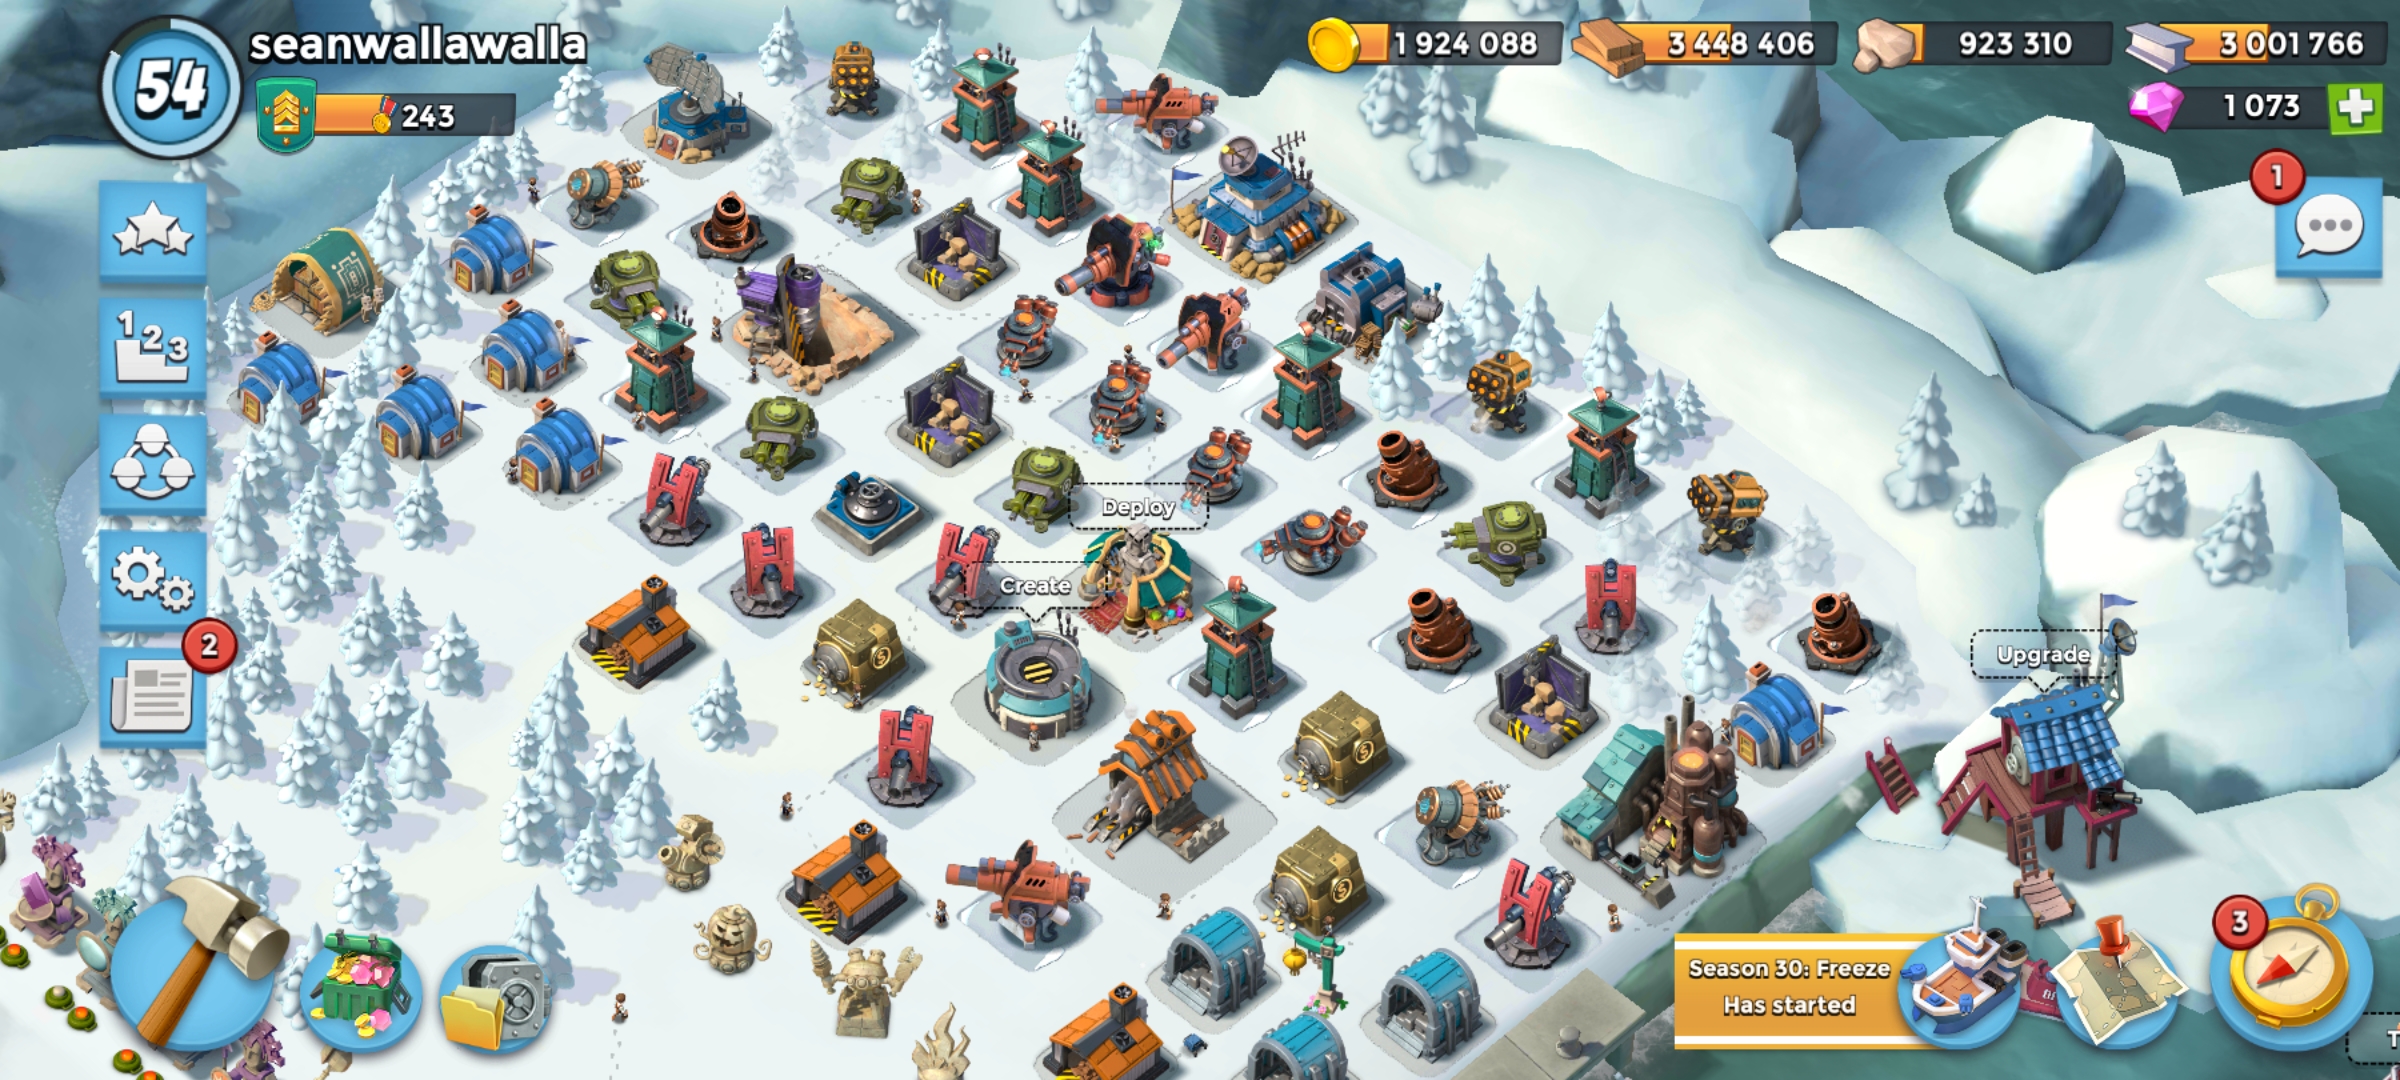 54
seanwallawalla
243
1 924 088
3 448 406
923 310
3 001 766
1 073
1
123
2
Deploy
Create
Upgrade
Season 30: Freeze
Has started
3